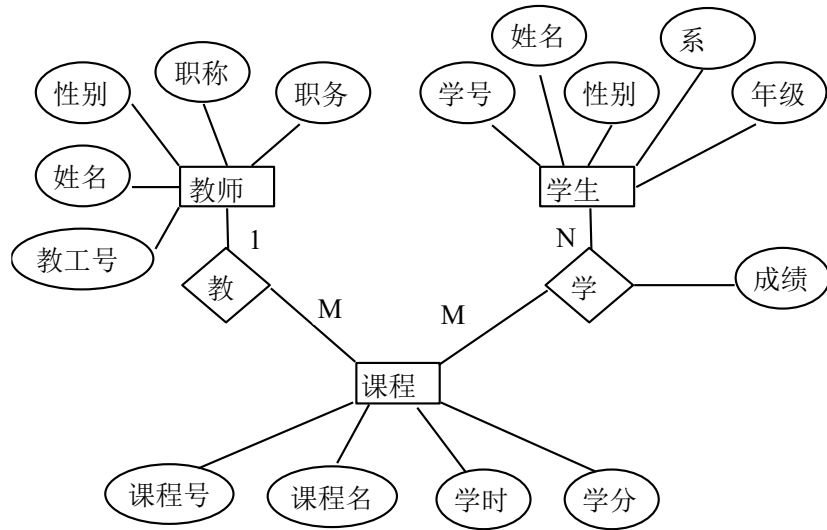 姓名
系
职称
性别
职务
学号
性别
年级
姓名
教师
学生
教工号
1
N
教
学
成绩
M
M
课程
课程号
课程名
学时
学分